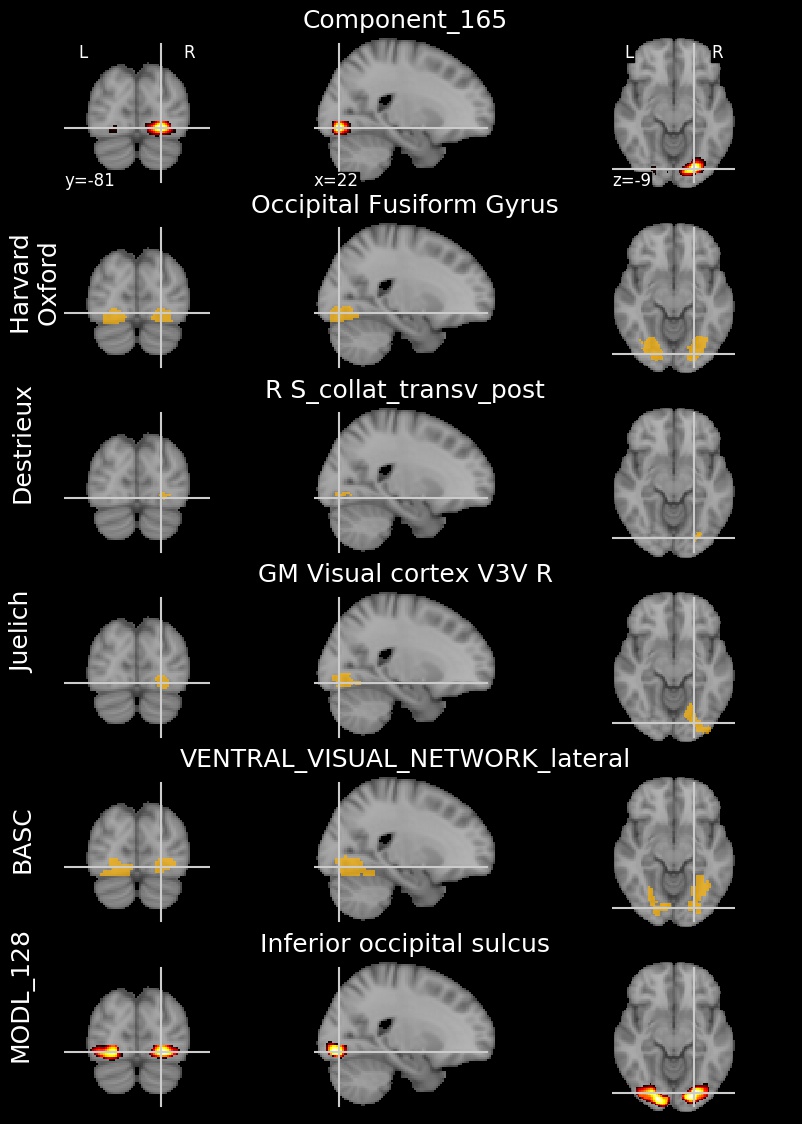 Component_165
L R
L R
y=-81
x=22
z=-9
Occipital Fusiform Gyrus
Harvard
Oxford
R S_collat_transv_post
Destrieux
GM Visual cortex V3V R
Juelich
VENTRAL_VISUAL_NETWORK_lateral
BASC
Inferior occipital sulcus
MODL_128